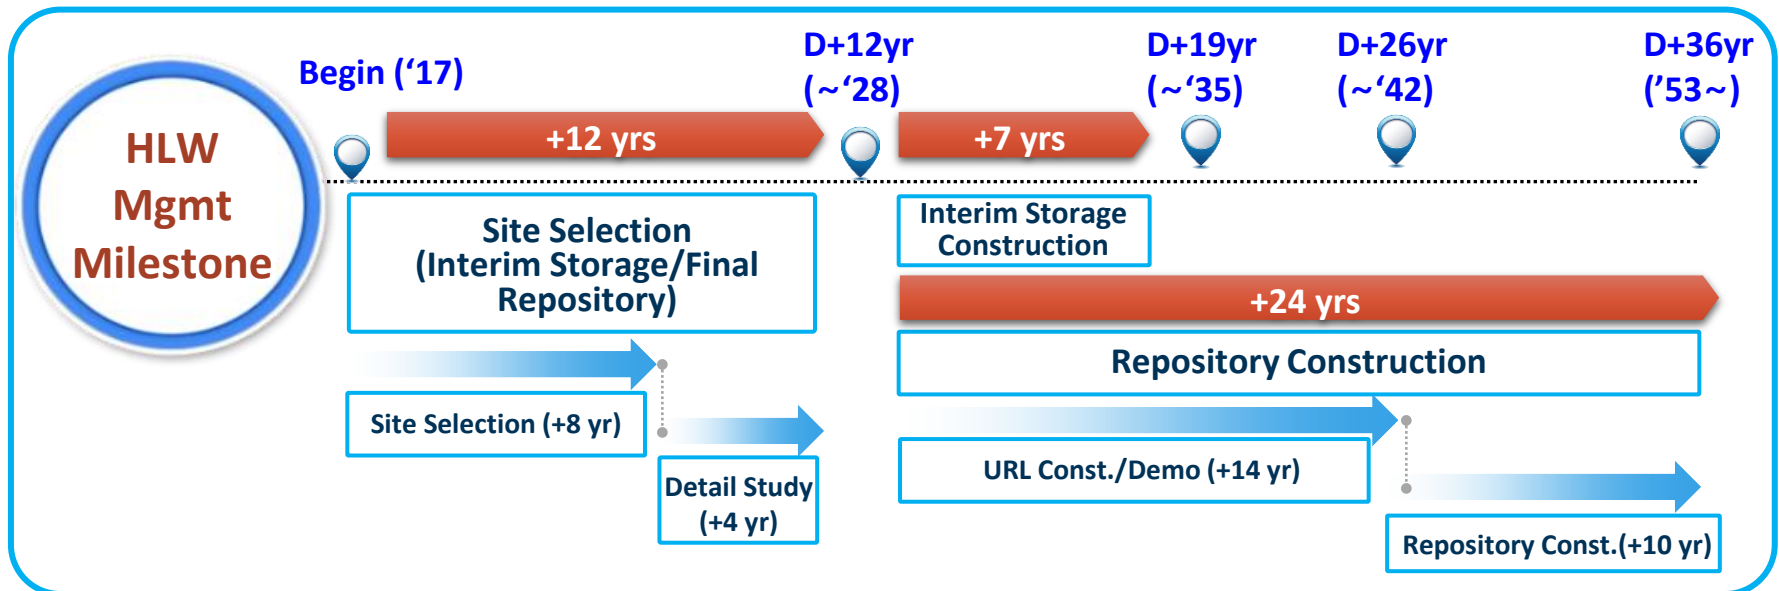 HLW
Mgmt
Milestone
Begin (‘17)
D+12yr
(~‘28)
D+19yr
(~‘35)
D+26yr
(~‘42)
D+36yr
(’53~)
+12 yrs
+7 yrs
Site Selection
(Interim Storage/Final
Repository)
Interim Storage
Construction
+24 yrs
Repository Construction
Site Selection (+8 yr)
Detail Study
(+4 yr)
URL Const./Demo (+14 yr)
Repository Const.(+10 yr)